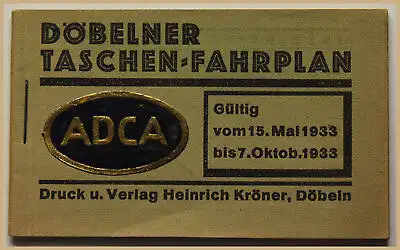 DÖBELNER
TASCHEN-FAHRPLAN
ADCA
Gültig
vom 15. Mai 1933
bis 7. Oktob. 1933
Druck u. Verlag Heinrich Kröner, Döbeln